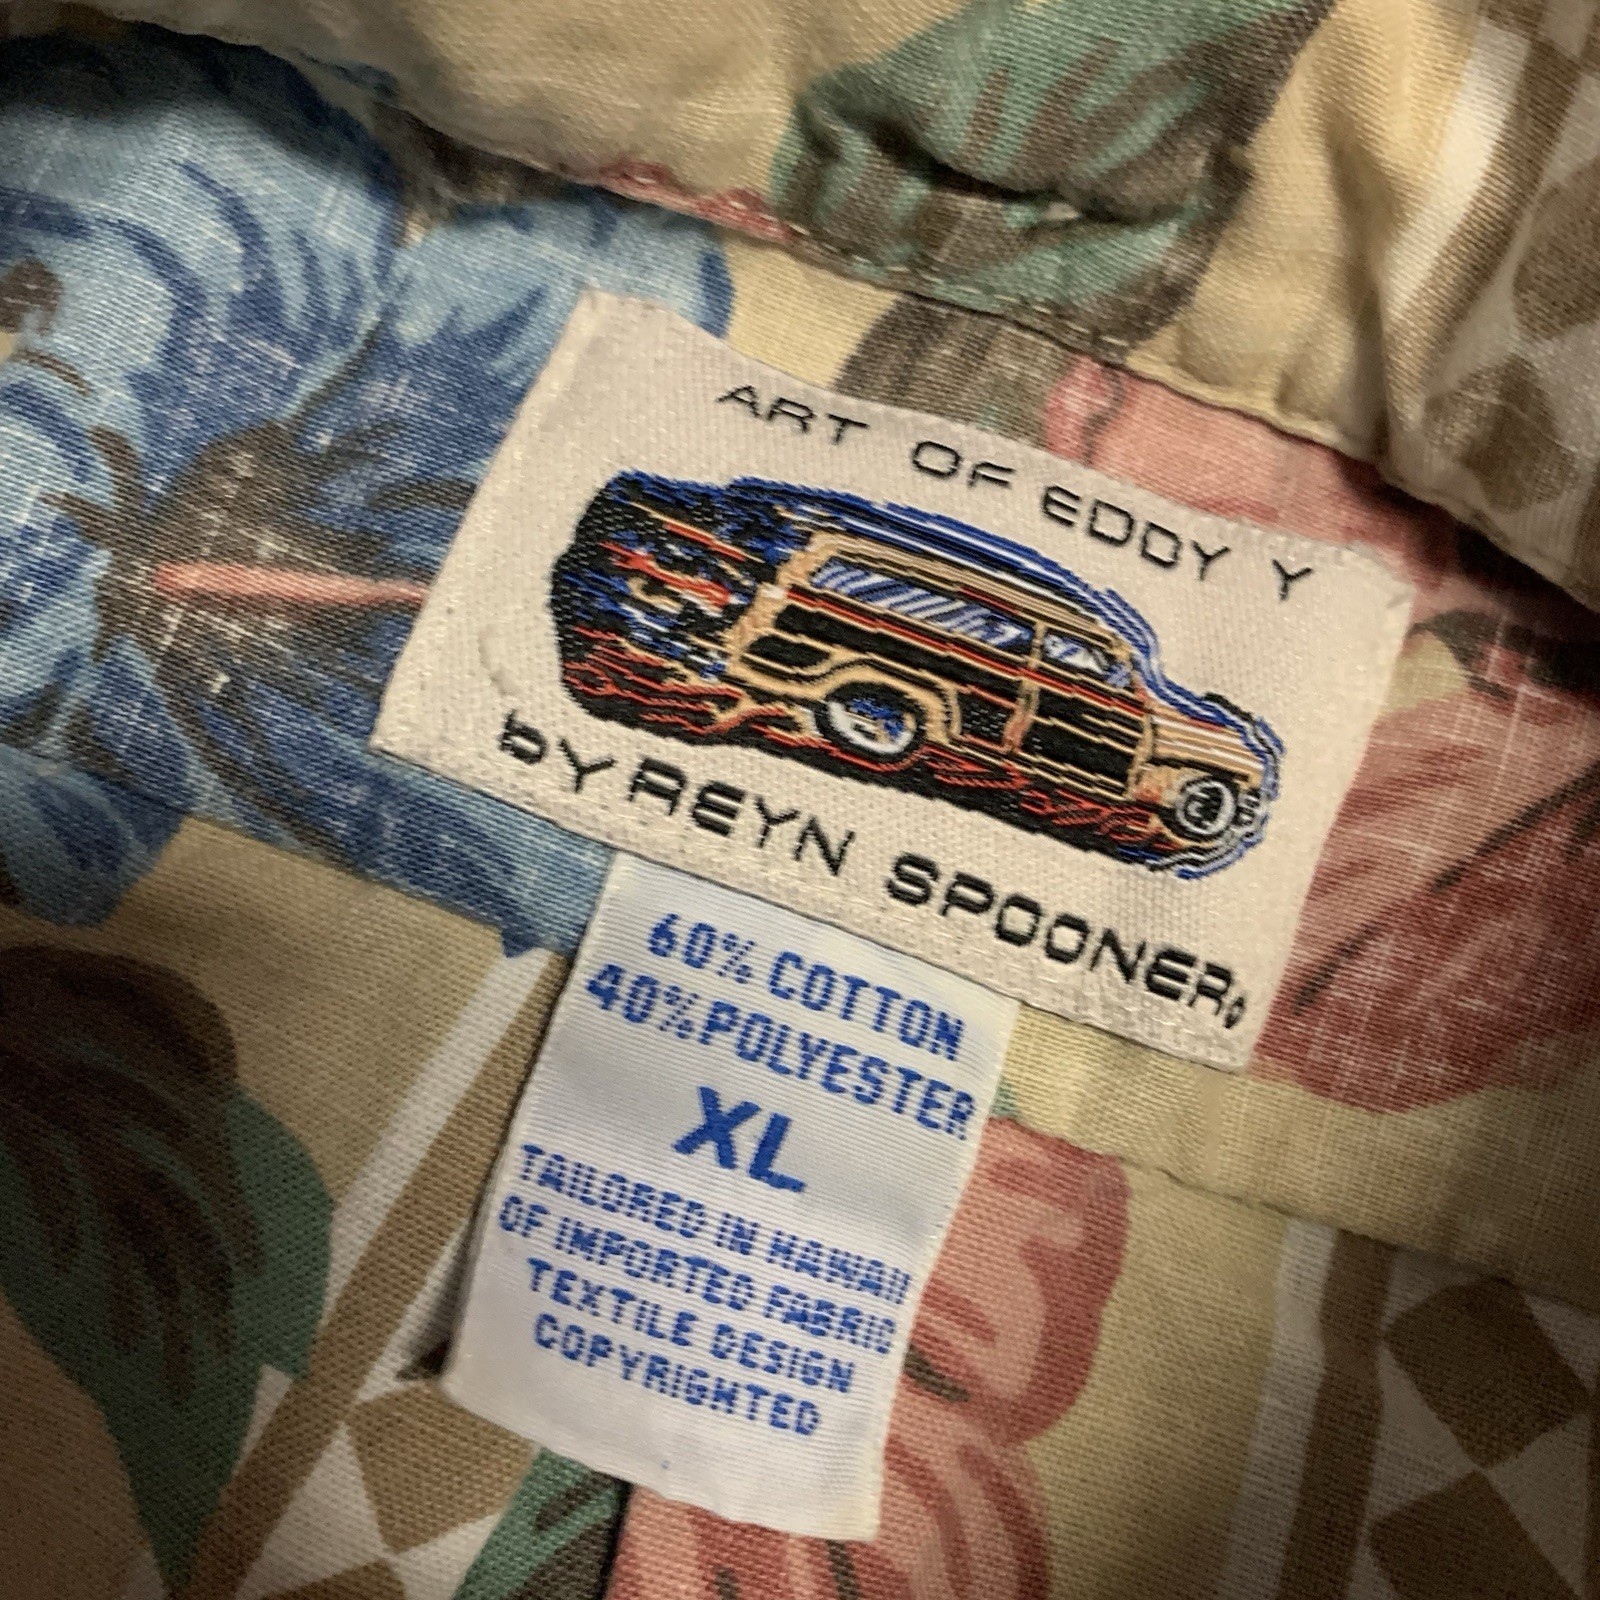 ART OF EDDY Y
by REYN SPOONER®
60% COTTON
40% POLYESTER
XL
TAILORED IN HAWAII
OF IMPORTED FABRIC
TEXTILE DESIGN
COPYRIGHTED